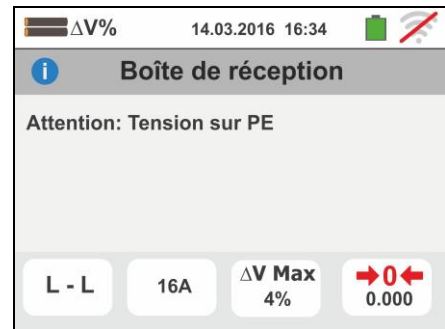 ΔV% 14.03.2016 16:34
i Boîte de réception
Attention: Tension sur PE
L - L 16A ΔV Max 4% →0← 0.000